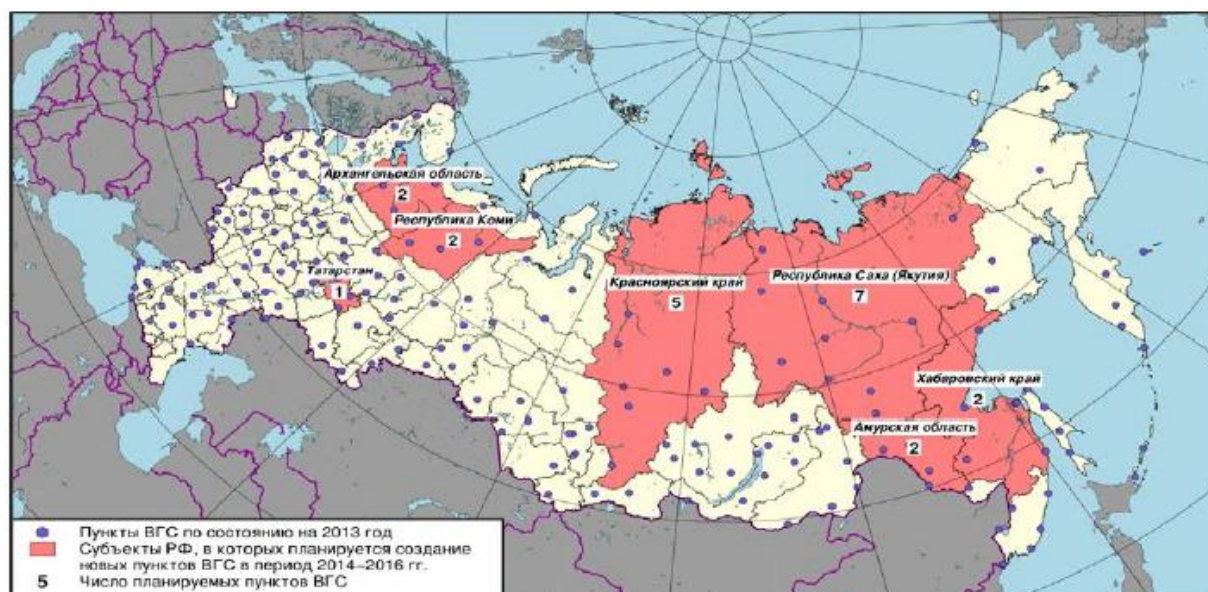 Архангельская область
2
Республика Коми
2
Татарстан
1
Красноярский край
5
Республика Саха (Якутия)
7
Хабаровский край
2
Амурская область
2
Пункты ВГС по состоянию на 2013 год
Субъекты РФ, в которых планируется создание
новых пунктов ВГС в период 2014-2016 гг.
5 Число планируемых пунктов ВГС